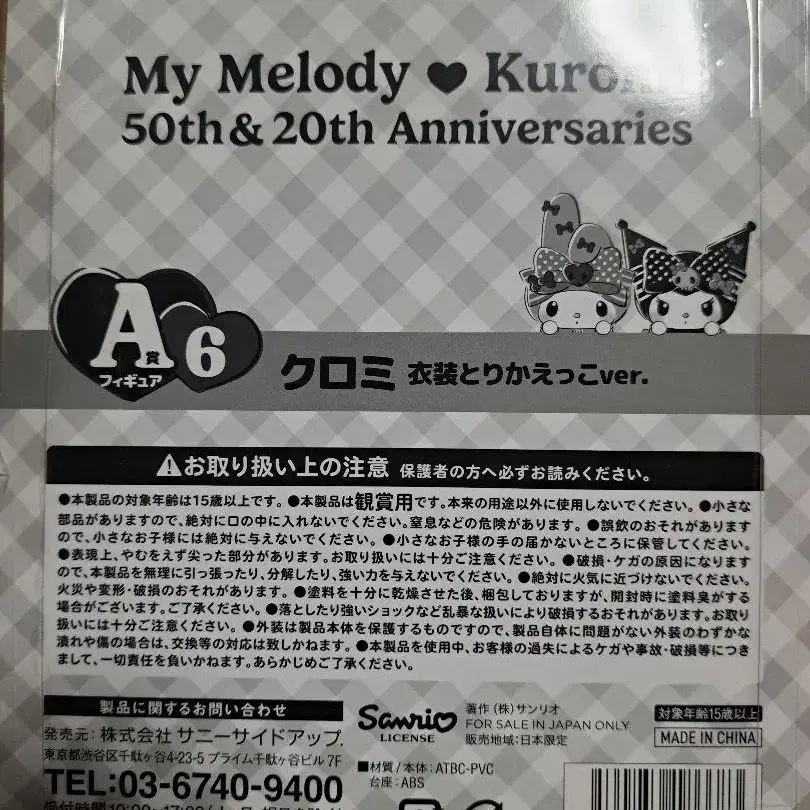 My Melody ♥ Kuro
50th & 20th Anniversaries
A賞
フィギュア
6
クロミ 衣装とりかえっこver.
⚠お取り扱い上の注意 保護者の方へ必ずお読みください。
●本製品の対象年齢は15歳以上です。●本製品は観賞用です。本来の用途以外に使用しないでください。●小さな
部品がありますので、絶対に口の中に入れないでください。窒息などの危険があります。●誤飲のおそれがあります
ので、小さなお子様には絶対に与えないでください。●小さなお子様の手の届かないところに保管してください。
●表現上、やむをえず尖った部分があります。お取り扱いには十分ご注意ください。●破損・ケガの原因になります
ので、本製品を無理に引っ張ったり、分解したり、強い力を与えないでください。●絶対に火気に近づけないでください。
火災や変形・破損のおそれがあります。●塗料を十分に乾燥させた後、梱包しておりますが、開封時に塗料臭がする
場合がございます。ご了承ください。●落としたり強いショックなど乱暴な扱いにより破損するおそれがあります。お取り
扱いには十分ご注意ください。●外装は製品本体を保護するものですので、製品自体に問題がない外装のわずかな
潰れや傷の場合は、交換等の対応は致しかねます。●本製品を使用中、お客様の過失によるケガや事故・破損等につき
まして、一切責任を負いかねます。あらかじめご了承ください。
製品に関するお問い合わせ
発売元：株式会社 サニーサイドアップ
東京都渋谷区千駄ヶ谷4-23-5 プライム千駄ヶ谷ビル 7F
TEL:03-6740-9400
Sanrio
LICENSE
著作（株）サンリオ
FOR SALE IN JAPAN ONLY
販売地域：日本限定
■材質/本体：ATBC-PVC
台座：ABS
対象年齢15歳以上
MADE IN CHINA